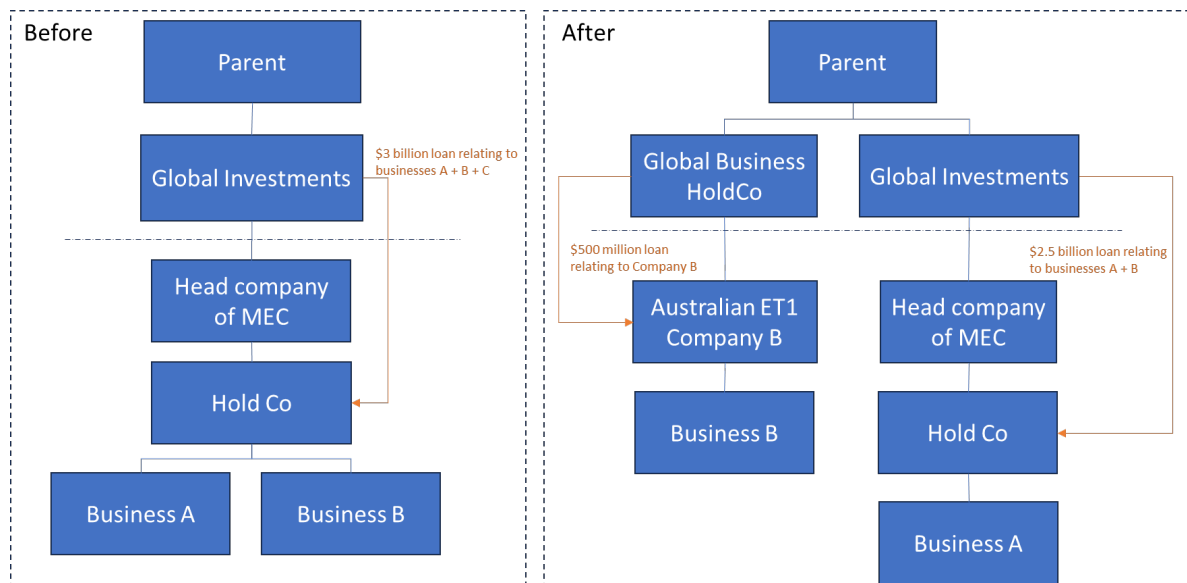 Before
Parent
Global Investments
$3 billion loan relating to
businesses A + B + C
Head company
of MEC
Hold Co
Business A
Business B
After
Parent
Global Business
HoldCo
Global Investments
$500 million loan
relating to Company B
$2.5 billion loan relating
to businesses A + B
Australian ET1
Company B
Head company
of MEC
Business B
Hold Co
Business A